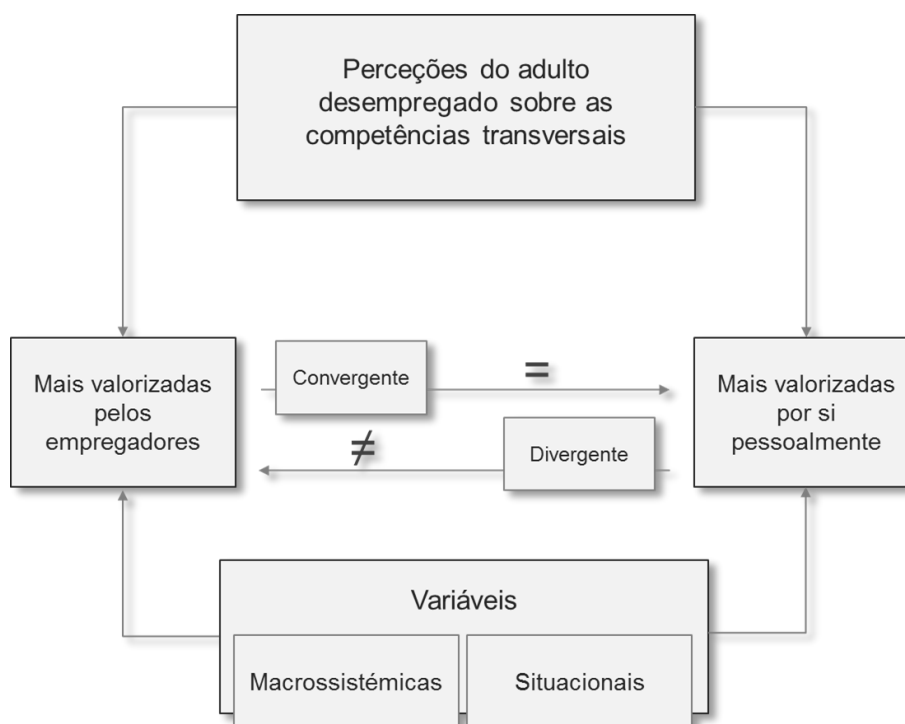 Perceções do adulto
desempregado sobre as
competências transversais
Mais valorizadas
pelos
empregadores
Convergente
=
≠
Divergente
Mais valorizadas
por si
pessoalmente
Variáveis
Macrossistémicas
Situacionais